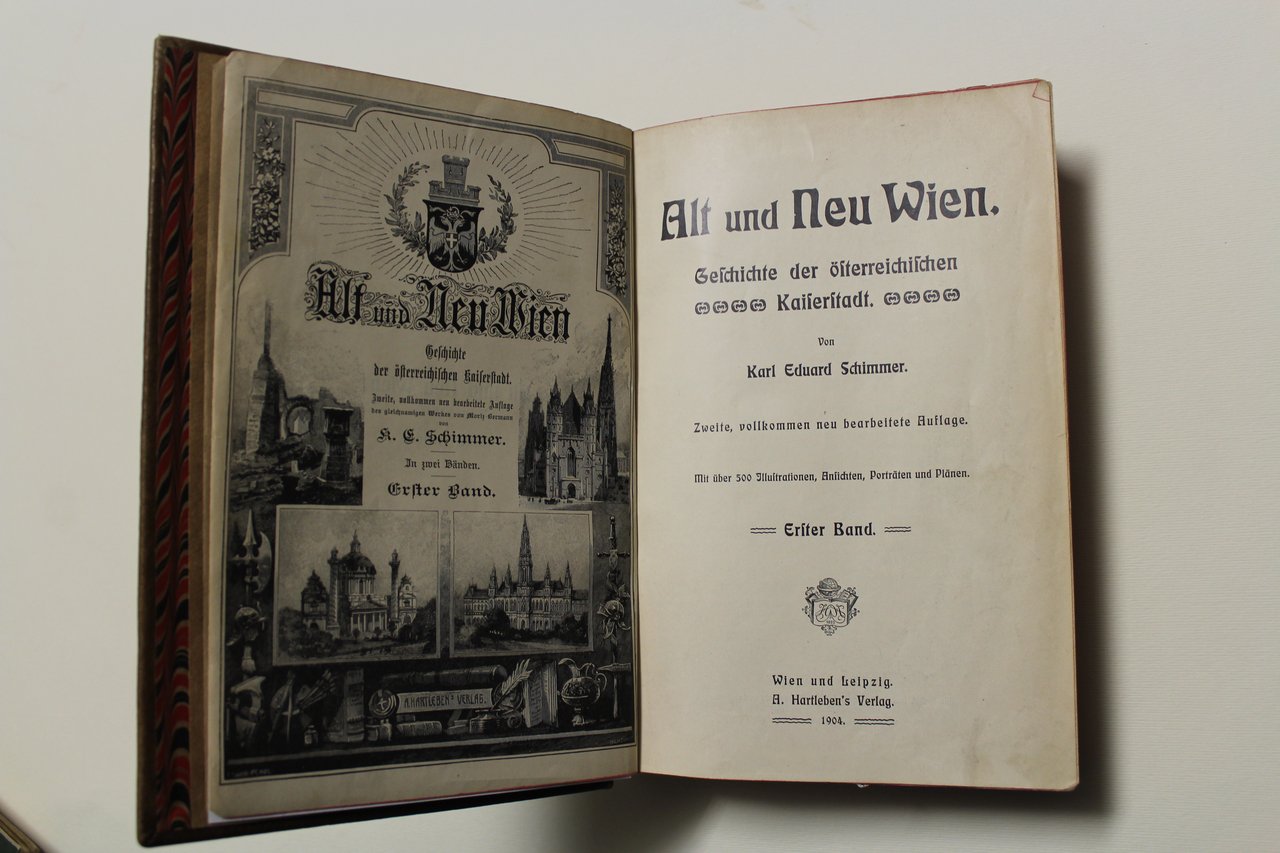 Alt und Neu Wien
Geschichte
der österreichischen Kaiserstadt.
Zweite, vollkommen neu bearbeitete Auflage
des gleichnamigen Werkes von Moriz Bermann
von
K. E. Schimmer.
In zwei Bänden.
Erster Band.
A. HARTLEBEN'S VERLAG.
Alt und Neu Wien.
Geſchichte der öſterreichiſchen
Kaiſerſtadt.
Von
Karl Eduard Schimmer.
Zweite, vollkommen neu bearbeitete Auflage.
Mit über 500 Illuſtrationen, Anſichten, Porträten und Plänen.
Erſter Band.
Wien und Leipzig.
A. Hartleben's Verlag.
1904.